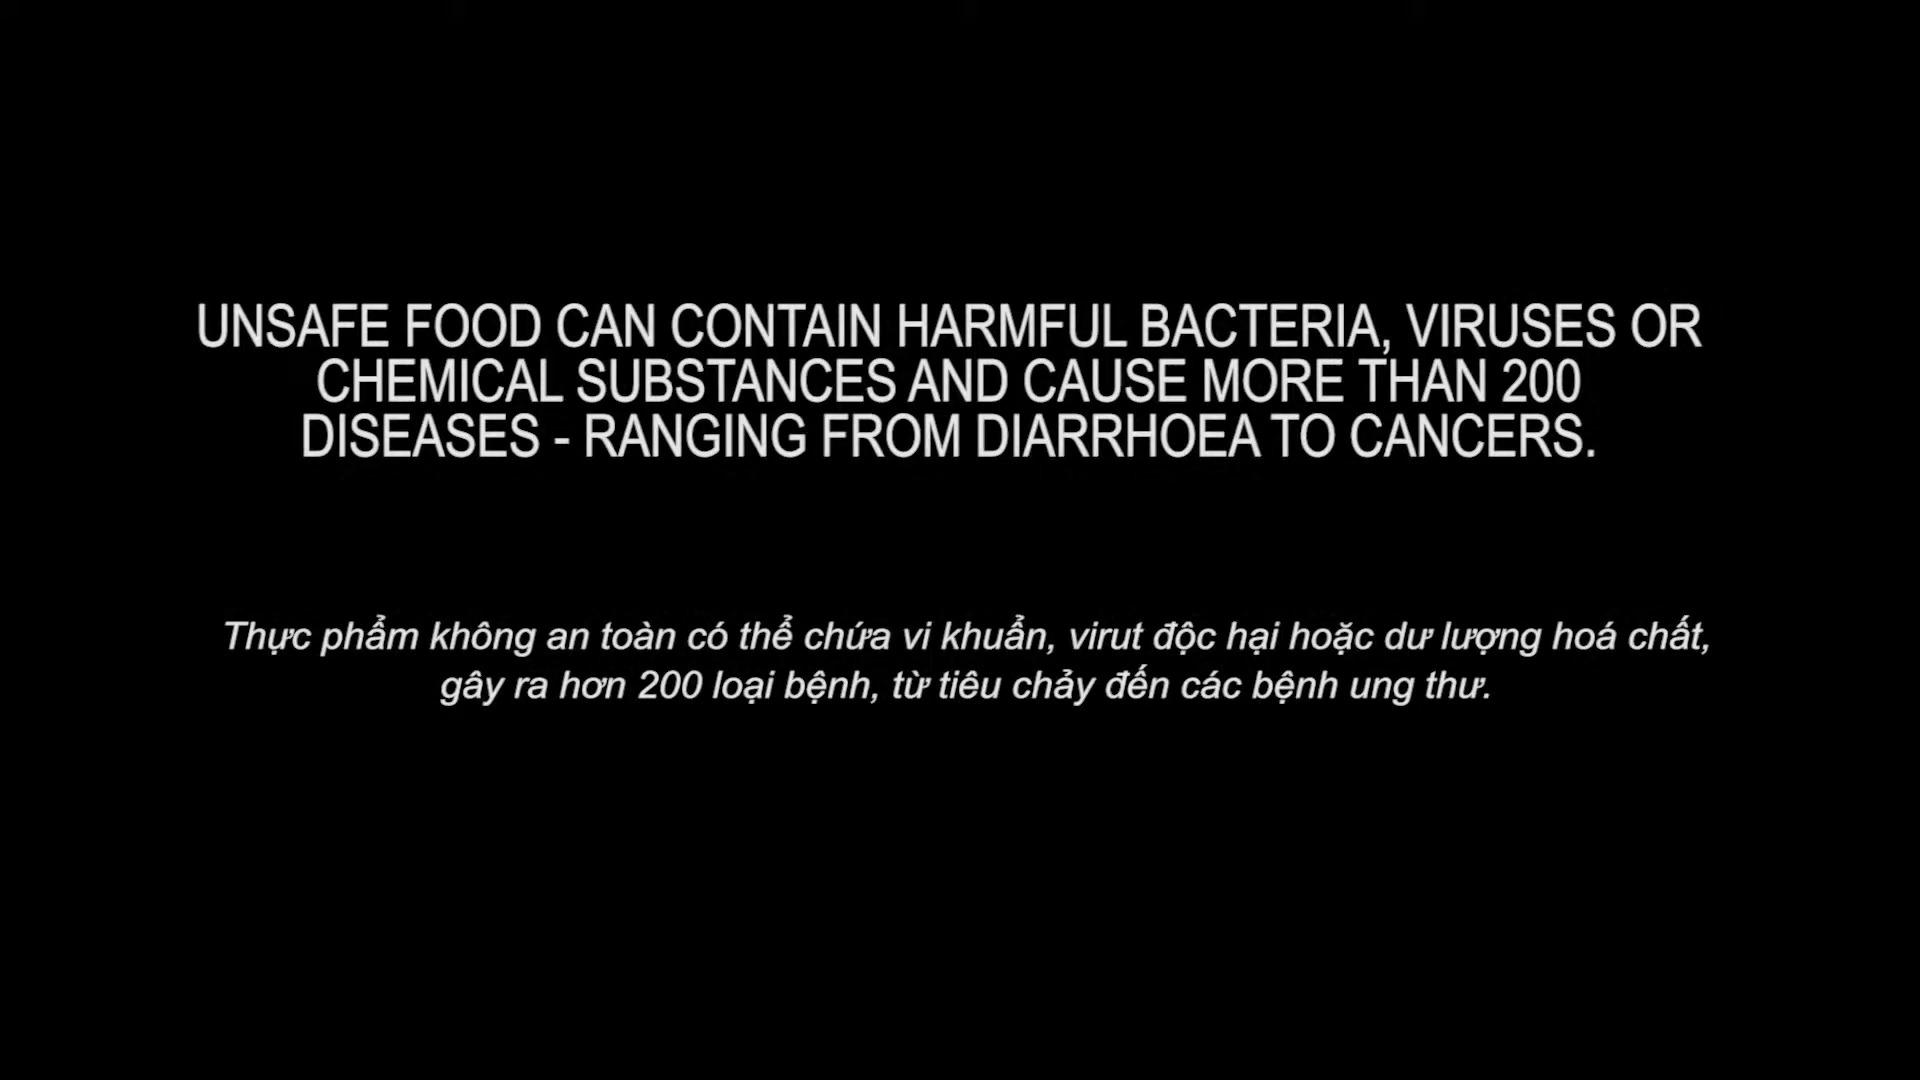 UNSAFE FOOD CAN CONTAIN HARMFUL BACTERIA, VIRUSES OR
CHEMICAL SUBSTANCES AND CAUSE MORE THAN 200
DISEASES - RANGING FROM DIARRHOEA TO CANCERS.
Thực phẩm không an toàn có thể chứa vi khuẩn, virut độc hại hoặc dư lượng hoá chất,
gây ra hơn 200 loại bệnh, từ tiêu chảy đến các bệnh ung thư.